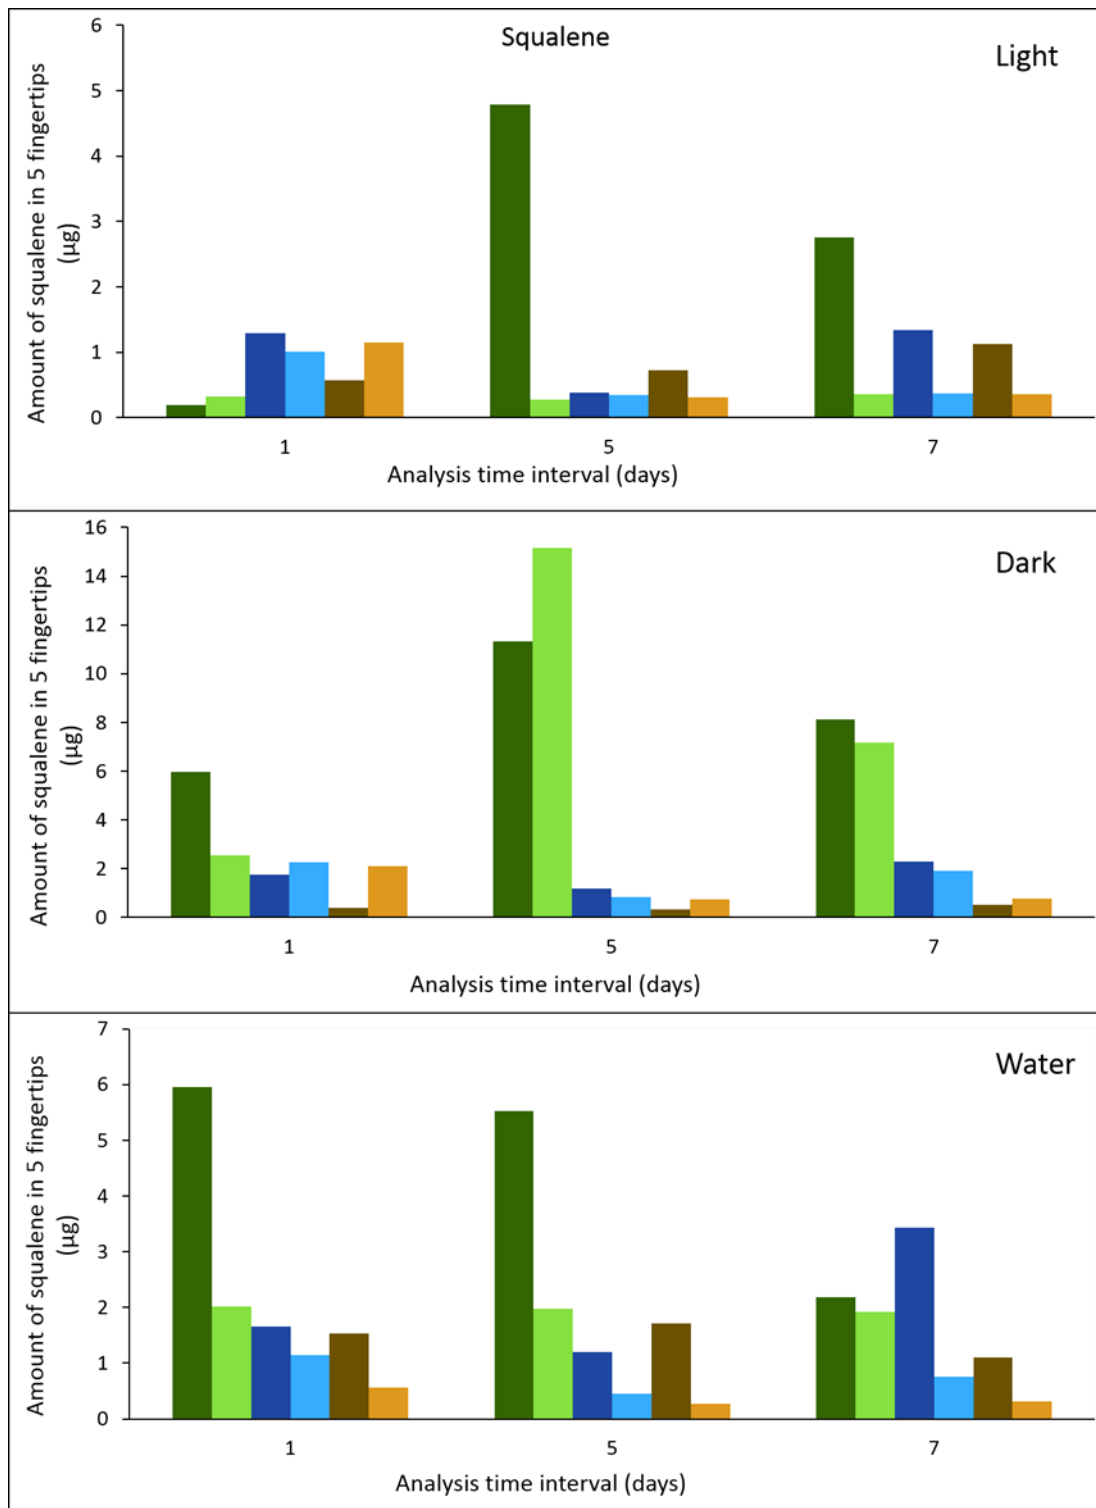 Squalene
Light
Amount of squalene in 5 fingertips
(µg)
6
5
4
3
2
1
0
1 5 7
Analysis time interval (days)
Dark
Amount of squalene in 5 fingertips
(µg)
16
14
12
10
8
6
4
2
0
1 5 7
Analysis time interval (days)
Water
Amount of squalene in 5 fingertips
(µg)
7
6
5
4
3
2
1
0
1 5 7
Analysis time interval (days)